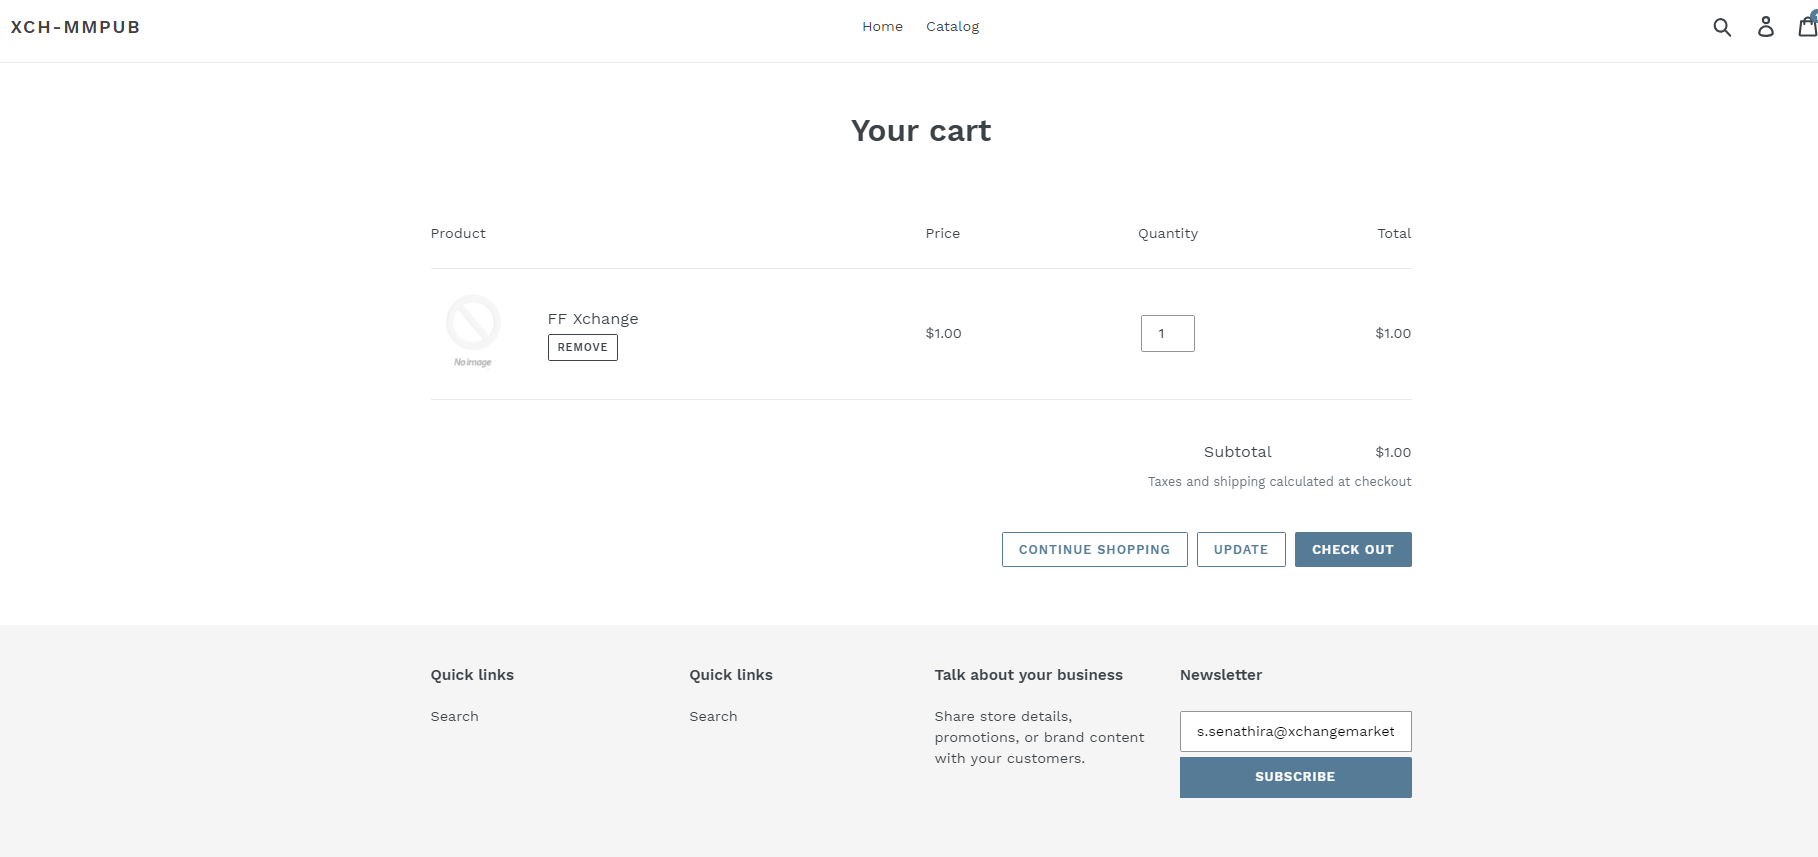 XCH-MMPUB
Home Catalog
Your cart
Product Price Quantity Total
No image
FF Xchange
REMOVE
$1.00 1 $1.00
Subtotal $1.00
Taxes and shipping calculated at checkout
CONTINUE SHOPPING UPDATE CHECK OUT
Quick links
Search
Quick links
Search
Talk about your business
Share store details,
promotions, or brand content
with your customers.
Newsletter
s.senathira@xchangemarket
SUBSCRIBE